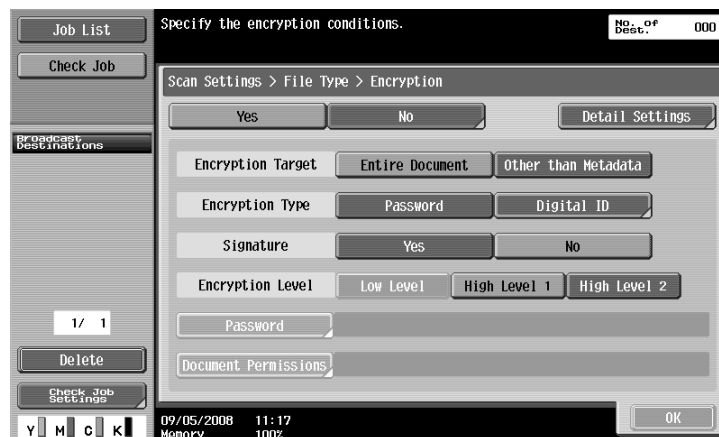 Job List
Specify the encryption conditions.
No. of Dest. 000
Check Job
Scan Settings > File Type > Encryption
Yes No Detail Settings
Broadcast Destinations
Encryption Target Entire Document Other than Metadata
Encryption Type Password Digital ID
Signature Yes No
Encryption Level Low Level High Level 1 High Level 2
1/ 1
Password
Delete
Document Permissions
Check Job Settings
OK
Y M C K
09/05/2008 11:17
Memory 100%